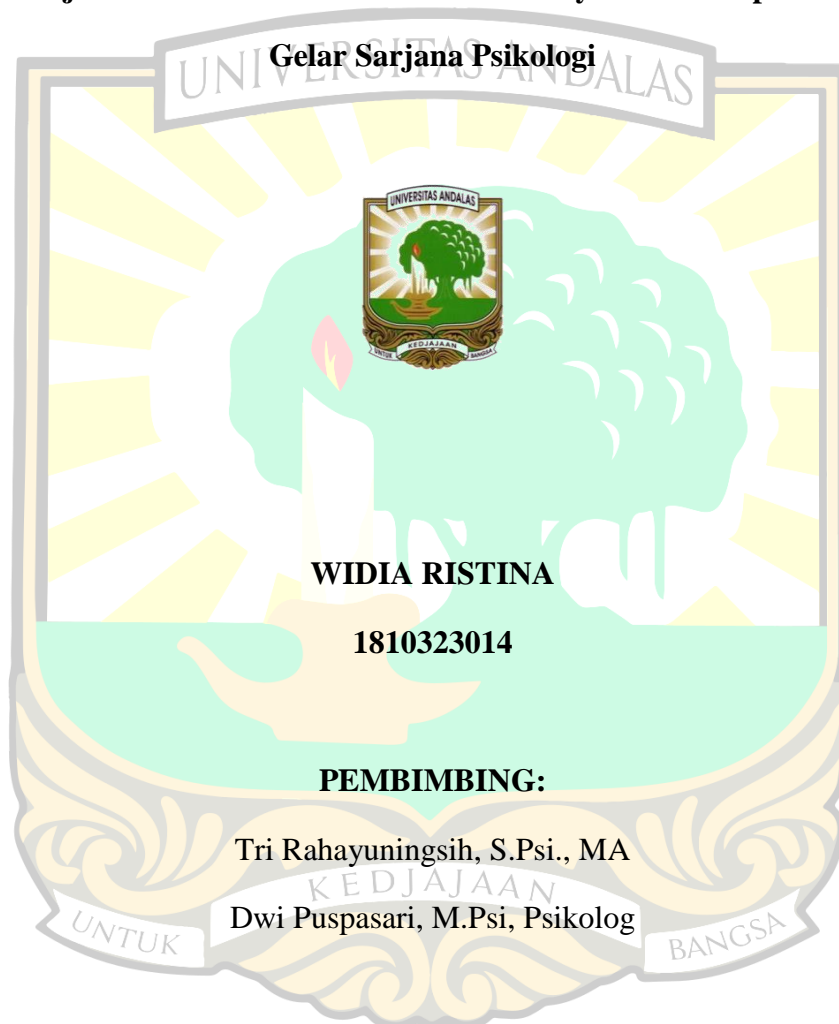 Gelar Sarjana Psikologi
UNIVERSITAS ANDALAS
UNIVERSITAS ANDALAS
UNTUK KEDJAJAAN BANGSA
WIDIA RISTINA
1810323014
PEMBIMBING:
Tri Rahayuningsih, S.Psi., MA
KEDJAJAAN
Dwi Puspasari, M.Psi, Psikolog
UNTUK
BANGSA